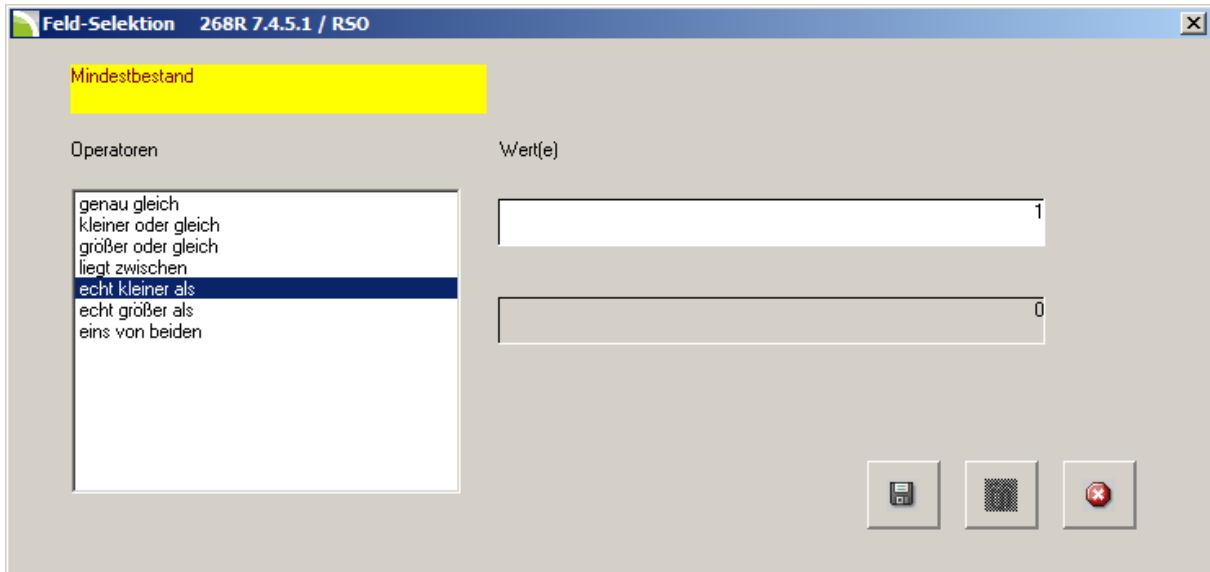 Feld-Selektion 268R 7.4.5.1 / RSO
Mindestbestand
Operatoren
Wert(e)
genau gleich
kleiner oder gleich
größer oder gleich
liegt zwischen
echt kleiner als
echt größer als
eins von beiden
1
0